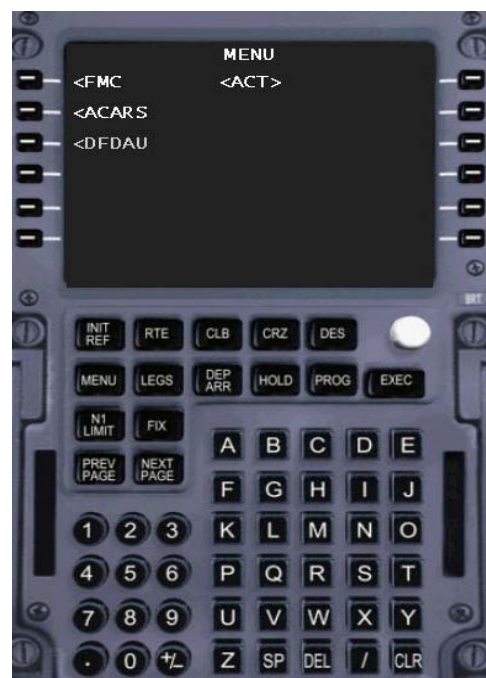 MENU
<FMC <ACT>
<ACARS
<DFDAU
BRT
INIT REF RTE CLB CRZ DES
MENU LEGS DEP ARR HOLD PROG EXEC
N1 LIMIT FIX
PREV PAGE NEXT PAGE
A B C D E
F G H I J
1 2 3 K L M N O
4 5 6 P Q R S T
7 8 9 U V W X Y
. 0 +/- Z SP DEL / CLR